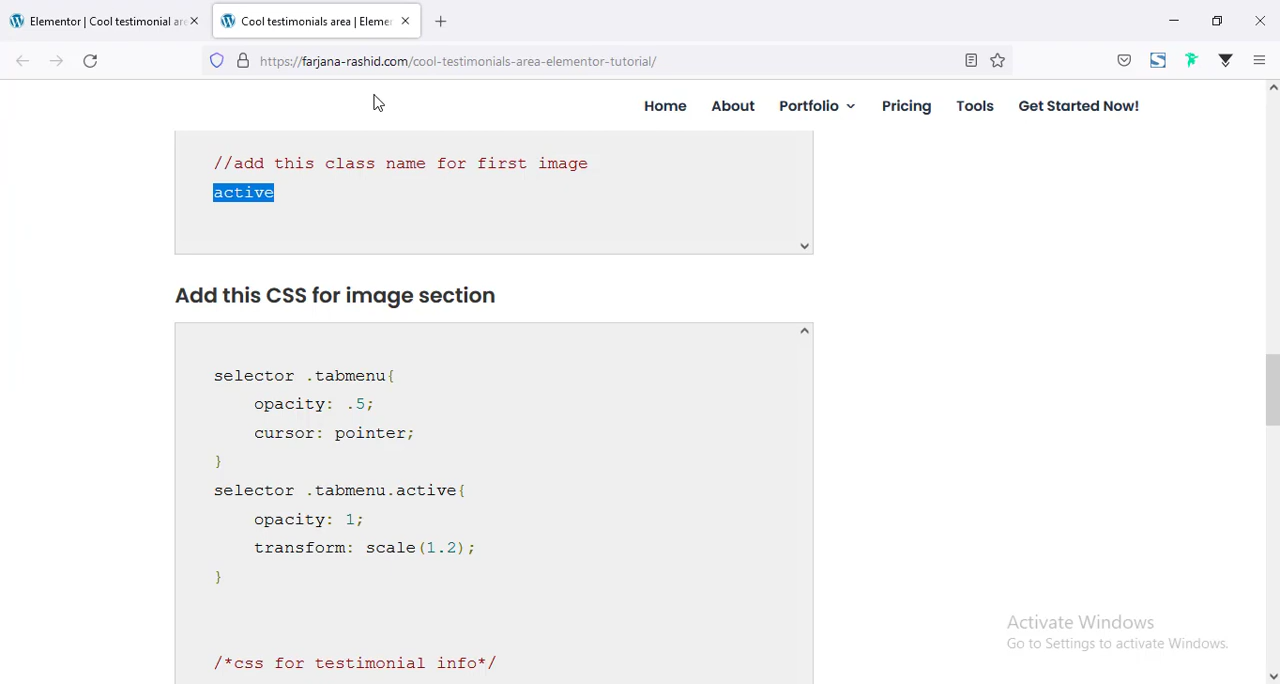 Elementor | Cool testimonial are
Cool testimonials area | Elemen
https://farjana-rashid.com/cool-testimonials-area-elementor-tutorial/
Home About Portfolio Pricing Tools Get Started Now!
//add this class name for first image
active
Add this CSS for image section
selector .tabmenu{
opacity: .5;
cursor: pointer;
}
selector .tabmenu.active{
opacity: 1;
transform: scale(1.2);
}
/*css for testimonial info*/
Activate Windows
Go to Settings to activate Windows.